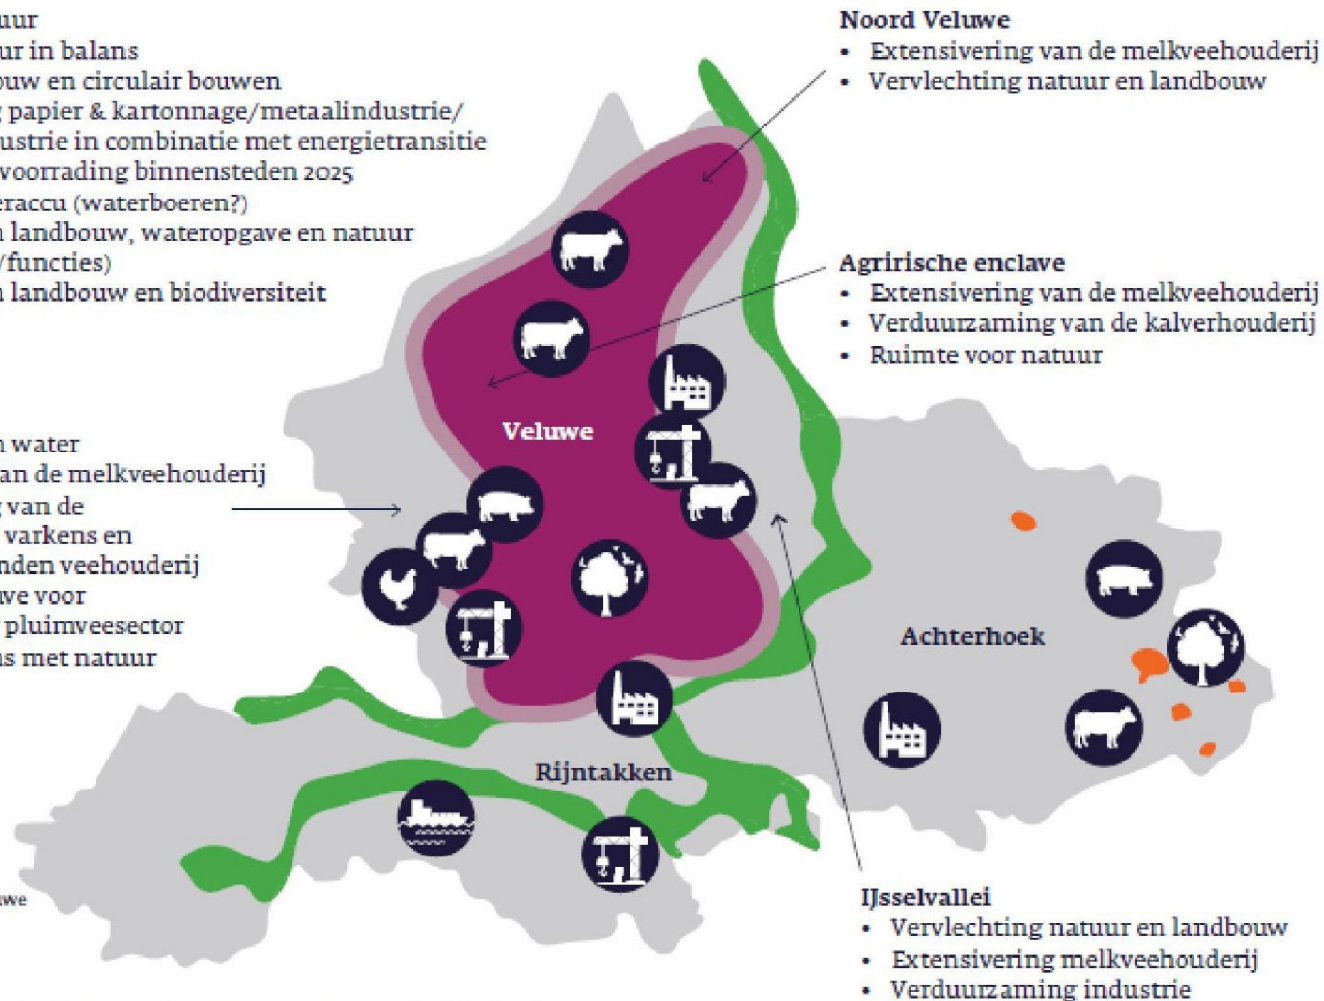 uur
ur in balans
ouw en circulair bouwen
g papier & kartonnage/metaalindustrie/
ustrie in combinatie met energietransitie
voorrading binnensteden 2025
eraccu (waterboeren?)
n landbouw, wateropgave en natuur
/functies)
n landbouw en biodiversiteit
Noord Veluwe
• Extensivering van de melkveehouderij
• Vervlechting natuur en landbouw
Agrirische enclave
• Extensivering van de melkveehouderij
• Verduurzaming van de kalverhouderij
• Ruimte voor natuur
Veluwe
n water
an de melkveehouderij
g van de
varkens en
nden veehouderij
ve voor
r pluimveesector
ns met natuur
Achterhoek
Rijntakken
uwe
IJsselvallei
• Vervlechting natuur en landbouw
• Extensivering melkveehouderij
• Verduurzaming industrie